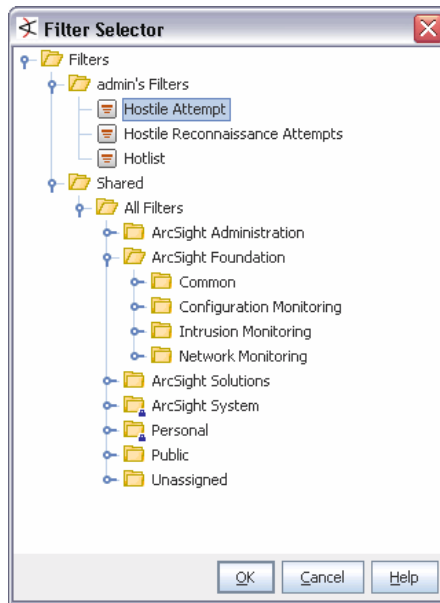 Filter Selector
Filters
admin's Filters
Hostile Attempt
Hostile Reconnaissance Attempts
Hotlist
Shared
All Filters
ArcSight Administration
ArcSight Foundation
Common
Configuration Monitoring
Intrusion Monitoring
Network Monitoring
ArcSight Solutions
ArcSight System
Personal
Public
Unassigned
OK Cancel Help